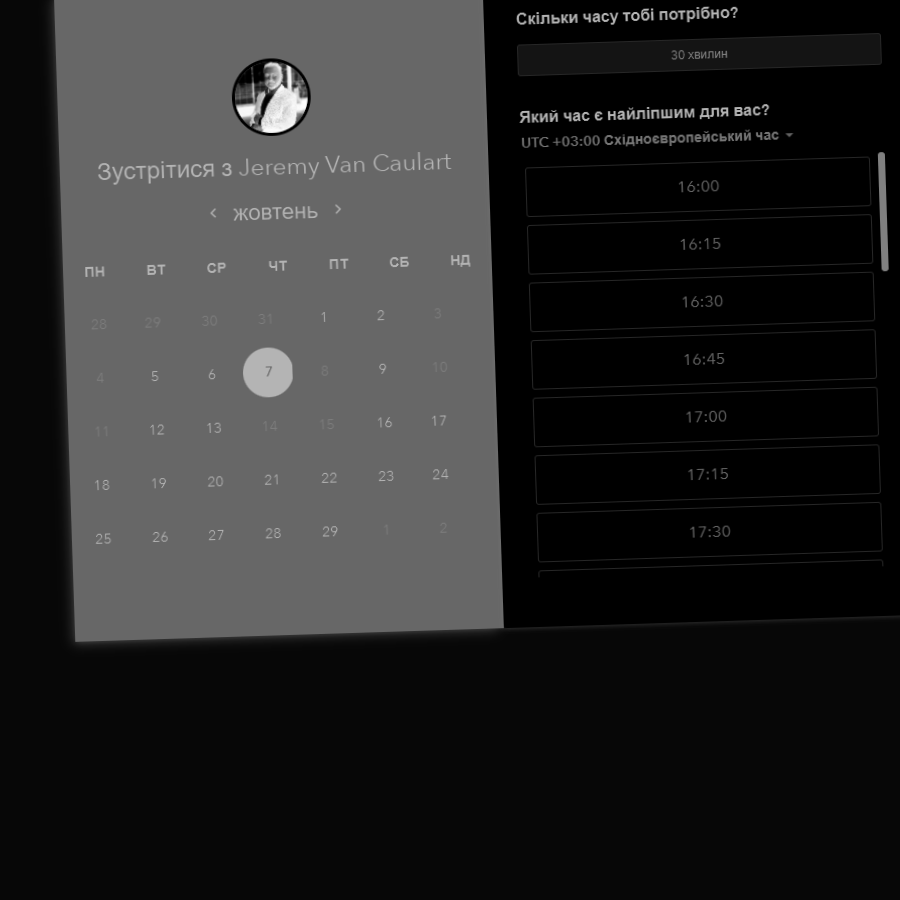 Зустрітися з Jeremy Van Caulart
жовтень
ПН ВТ СР ЧТ ПТ СБ НД
28 29 30 31 1 2 3
4 5 6 7 8 9 10
11 12 13 14 15 16 17
18 19 20 21 22 23 24
25 26 27 28 29 1 2
Скільки часу тобі потрібно?
30 хвилин
Який час є найліпшим для вас?
UTC +03:00 Східноєвропейський час
16:00
16:15
16:30
16:45
17:00
17:15
17:30